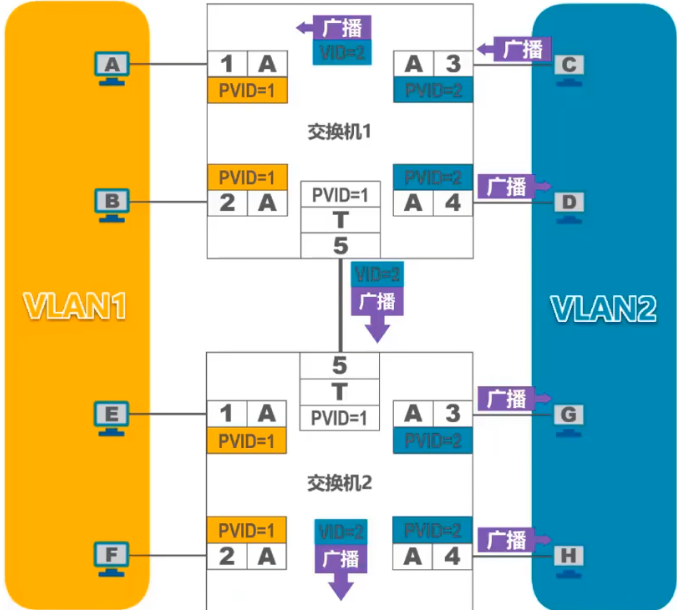 广播
VID=2
A
1 A
PVID=1
A 3
PVID=2
广播
C
交换机1
B
PVID=1
2 A
PVID=1
T
5
PVID=2
A 4
广播
D
VID=2
广播
VLAN1
VLAN2
5
T
PVID=1
E
1 A
PVID=1
A 3
PVID=2
广播
G
交换机2
F
PVID=1
2 A
VID=2
广播
PVID=2
A 4
广播
H